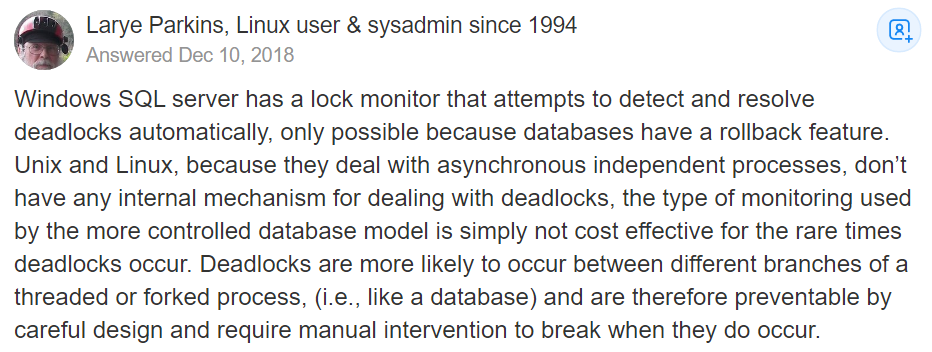 Larye Parkins, Linux user & sysadmin since 1994
Answered Dec 10, 2018
Windows SQL server has a lock monitor that attempts to detect and resolve
deadlocks automatically, only possible because databases have a rollback feature.
Unix and Linux, because they deal with asynchronous independent processes, don’t
have any internal mechanism for dealing with deadlocks, the type of monitoring used
by the more controlled database model is simply not cost effective for the rare times
deadlocks occur. Deadlocks are more likely to occur between different branches of a
threaded or forked process, (i.e., like a database) and are therefore preventable by
careful design and require manual intervention to break when they do occur.